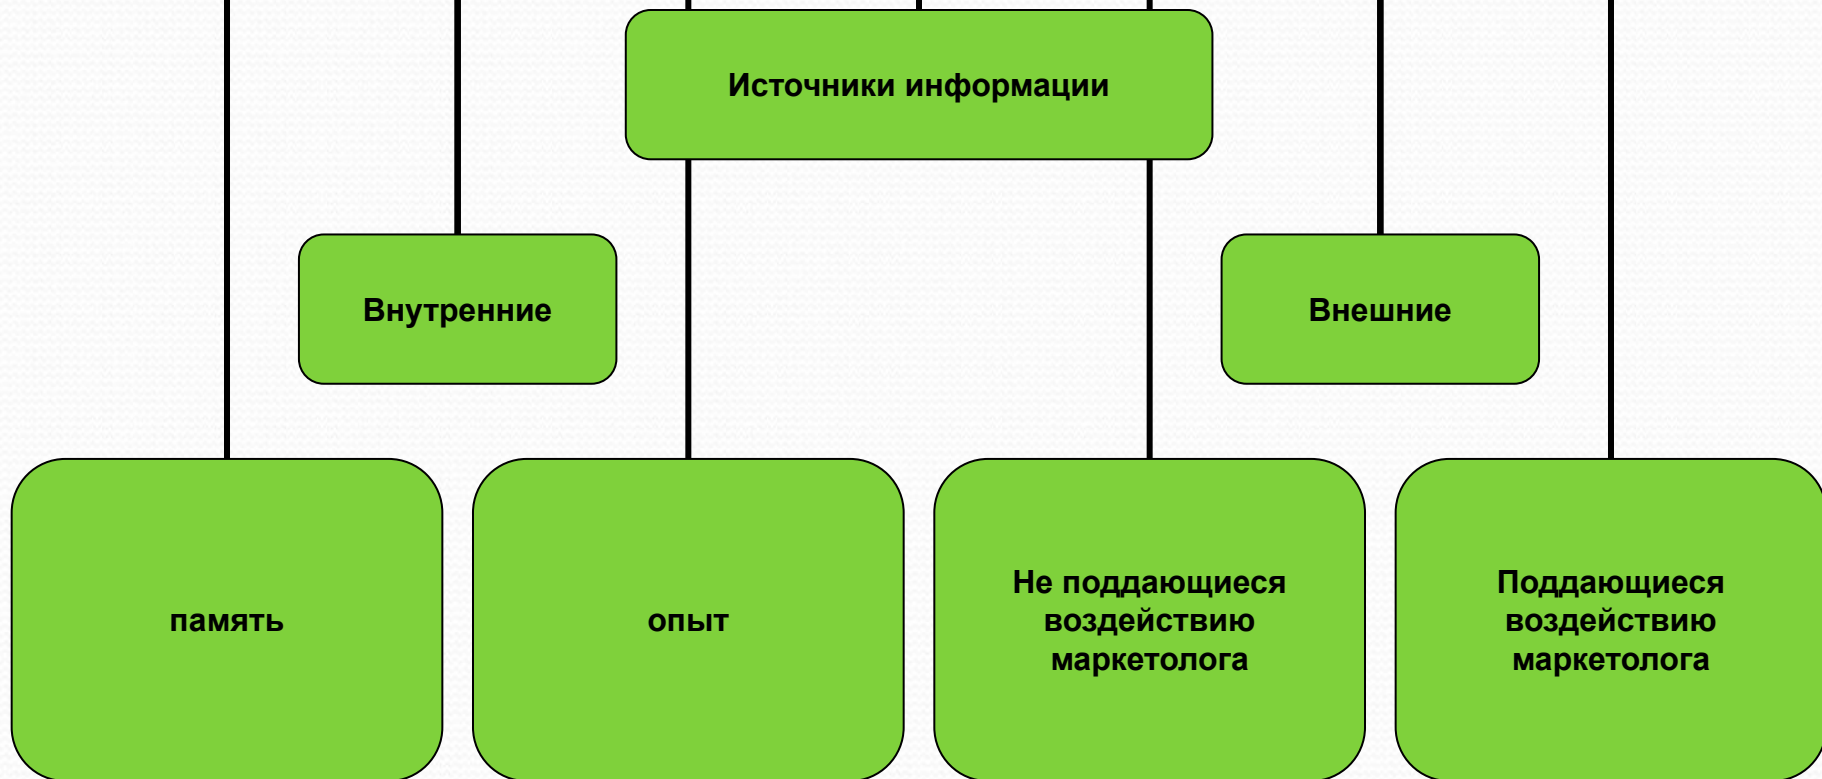 Источники информации
Внутренние
Внешние
память
опыт
Не поддающиеся
воздействию
маркетолога
Поддающиеся
воздействию
маркетолога